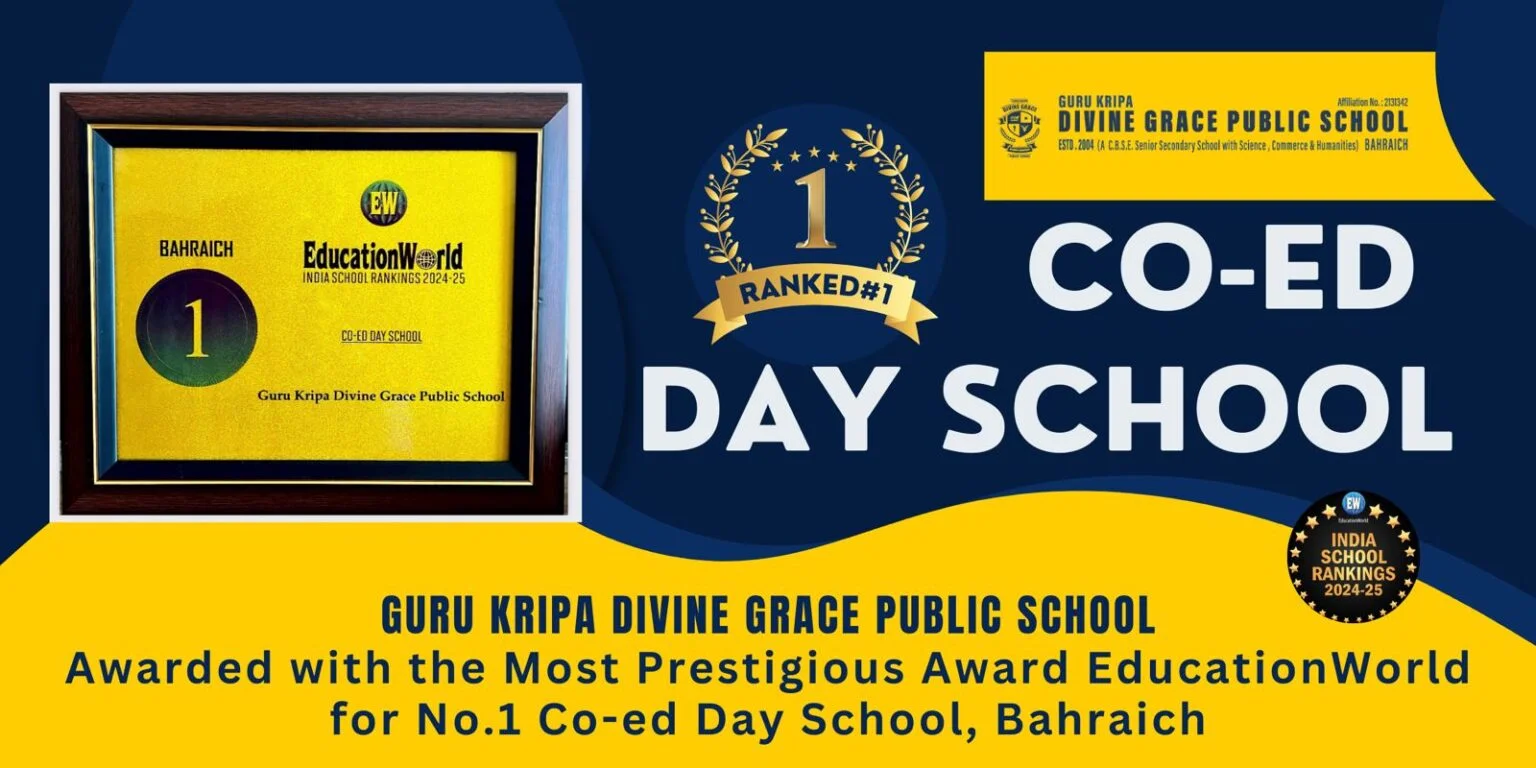 BAHRAICH
1
EW
EducationWorld
INDIA SCHOOL RANKINGS 2024-25
CO-ED DAY SCHOOL
Guru Kripa Divine Grace Public School
1
RANKED#1
GURU KRIPA
Affiliation No. : 2131342
DIVINE GRACE PUBLIC SCHOOL
ESTD. 2004 (A C.B.S.E. Senior Secondary School with Science , Commerce & Humanities) BAHRAICH
CO-ED
DAY SCHOOL
EW
EducationWorld
INDIA
SCHOOL
RANKINGS
2024-25
GURU KRIPA DIVINE GRACE PUBLIC SCHOOL
Awarded with the Most Prestigious Award EducationWorld
for No.1 Co-ed Day School, Bahraich